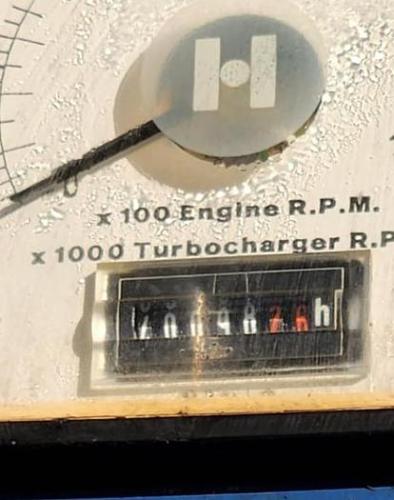 H
x 100 Engine R.P.M.
x 1000 Turbocharger R.P
h